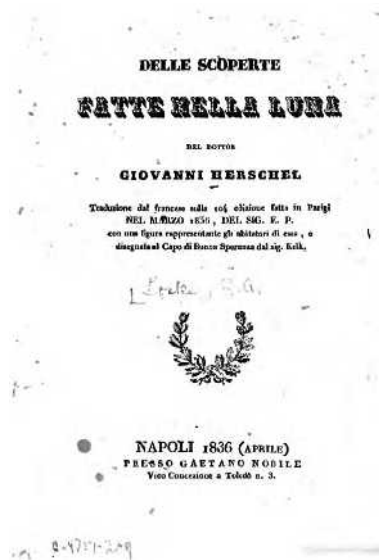 DELLE SCOPERTE
FATTE NELLA LUNA
DEL DOTTOR
GIOVANNI HERSCHEL
Traduzione dal francese sulla 104 edizione fatta in Parigi
NEL MARZO 1836, DEL SIG. E. P.
con una figura rappresentante gli abitatori di essa, e
disegnata al Capo di Buona Speranza dal sig.
NAPOLI 1836 (APRILE)
PRESSO GAETANO NOBILE
Vico Concezione a Toledo n. 3.